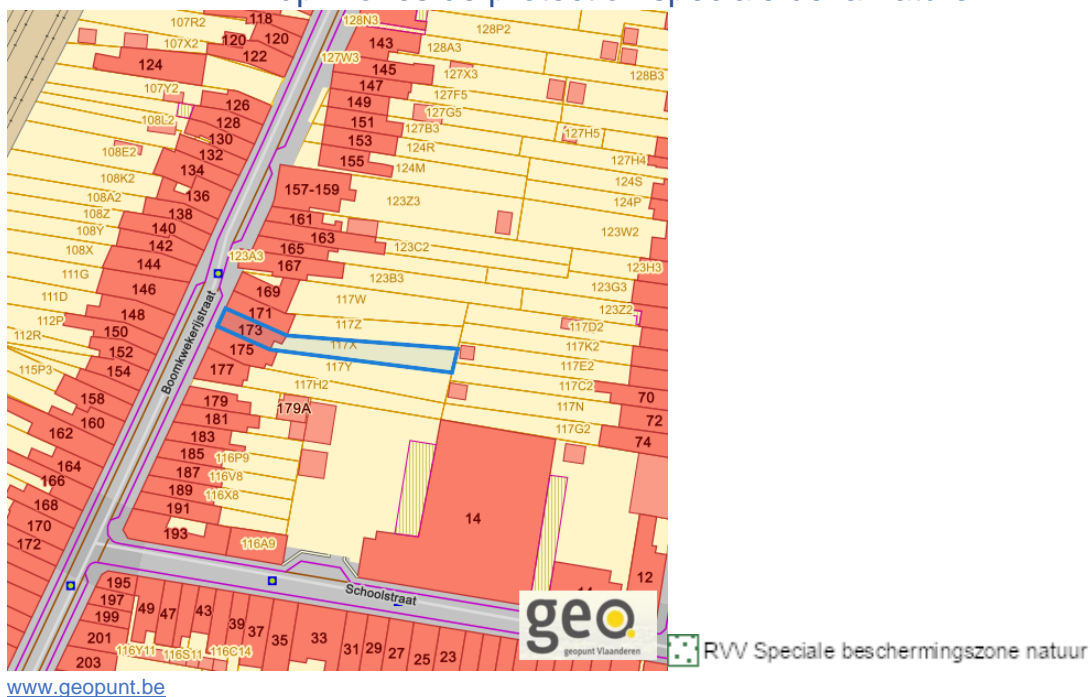 107R2 118 128N3 128P2
107X2 120 120 143 128A3
122 127W3
124 145 127X3 128B3
107Y2 147 127F5
126 149 127G5
108L2 128 151 127B3 127H5
130 153 124R
108E2 132 155 124M 127H4
134 124S
108K2 157-159 124P
108A2 136 123Z3
108Z 138 161
108Y 140 163 123W2
108X 142 165 123C2
123A3 167 123H3
111G 144 123B3 123G3
111D 146 169 117W
112P 148 171 123Z2
112R 150 173 117Z 117D2
152 117X 117K2
115P3 154 175 117Y 117E2
Boomkwekerijstraat 177 117H2 117C2
158 179 179A 117N 70
160 181 72
162 183 117G2 74
185 116P9
164 187 116V8
166 189 116X8
168 191 14
170 193 116A9
172
Schoolstraat 12
195
197 49 47 43
199 39 37 35 33 31 29 27 25 23
201 116Y11 116S11 116C14
203
geo.
geopunt Vlaanderen
RVV Speciale beschermingszone natuur
www.geopunt.be